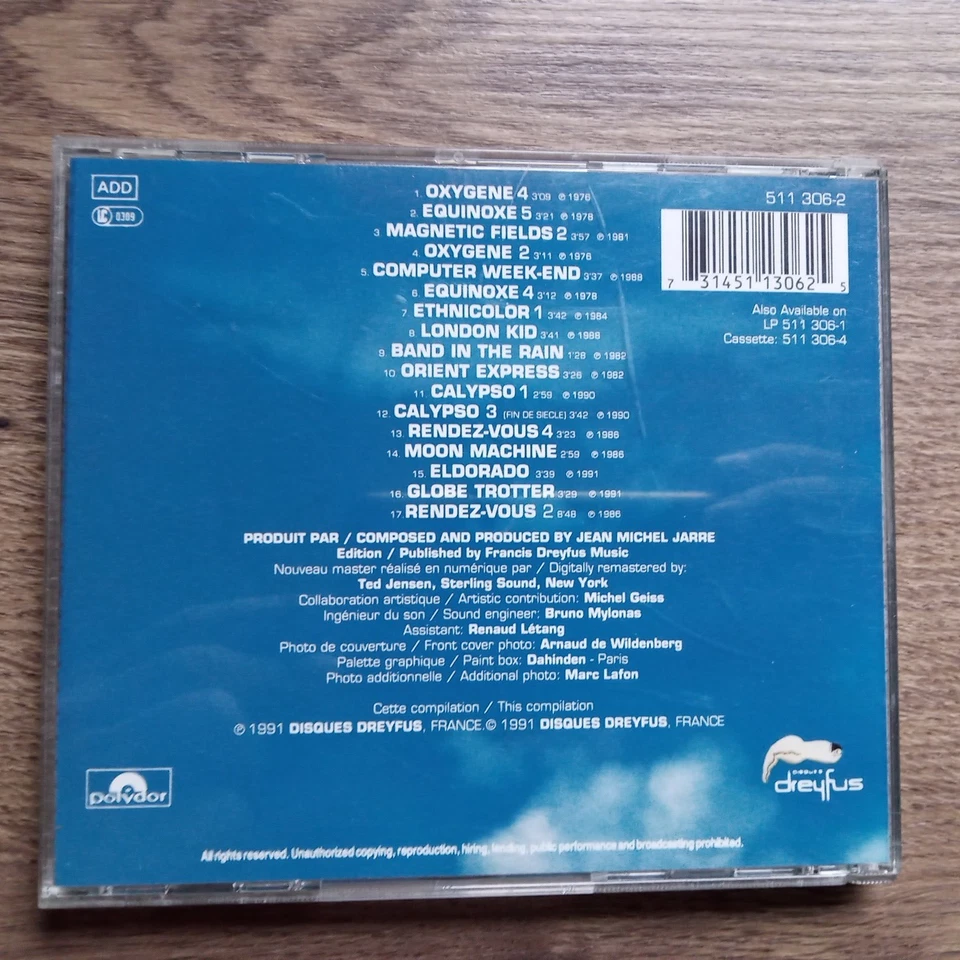 ADD
LC 0309
1. OXYGENE 4 3'09 ℗ 1976
2. EQUINOXE 5 3'21 ℗ 1978
3 MAGNETIC FIELDS 2 3'57 ℗ 1981
4. OXYGENE 2 3'11 ℗ 1976
5. COMPUTER WEEK-END 3'37 ℗ 1988
6. EQUINOXE 4 3'12 ℗ 1978
7. ETHNICOLOR 1 3'42 ℗ 1984
8. LONDON KID 3'41 ℗ 1988
9. BAND IN THE RAIN 1'28 ℗ 1982
10. ORIENT EXPRESS 3'26 ℗ 1982
11. CALYPSO 1 2'59 ℗ 1990
12. CALYPSO 3 (FIN DE SIECLE) 3'42 ℗ 1990
13. RENDEZ-VOUS 4 3'23 ℗ 1986
14. MOON MACHINE 2'59 ℗ 1986
15. ELDORADO 3'39 ℗ 1991
16. GLOBE TROTTER 3'29 ℗ 1991
17. RENDEZ-VOUS 2 8'48 ℗ 1986
511 306-2
7 31451 13062 5
Also Available on
LP 511 306-1
Cassette: 511 306-4
PRODUIT PAR / COMPOSED AND PRODUCED BY JEAN MICHEL JARRE
Edition / Published by Francis Dreyfus Music
Nouveau master réalisé en numérique par / Digitally remastered by:
Ted Jensen, Sterling Sound, New York
Collaboration artistique / Artistic contribution: Michel Geiss
Ingénieur du son / Sound engineer: Bruno Mylonas
Assistant: Renaud Létang
Photo de couverture / Front cover photo: Arnaud de Wildenberg
Palette graphique / Paint box: Dahinden - Paris
Photo additionnelle / Additional photo: Marc Lafon
Cette compilation / This compilation
℗ 1991 DISQUES DREYFUS, FRANCE.© 1991 DISQUES DREYFUS, FRANCE
polydor
DISQUES
dreyfus
All rights reserved. Unauthorized copying, reproduction, hiring, lending, public performance and broadcasting prohibited.